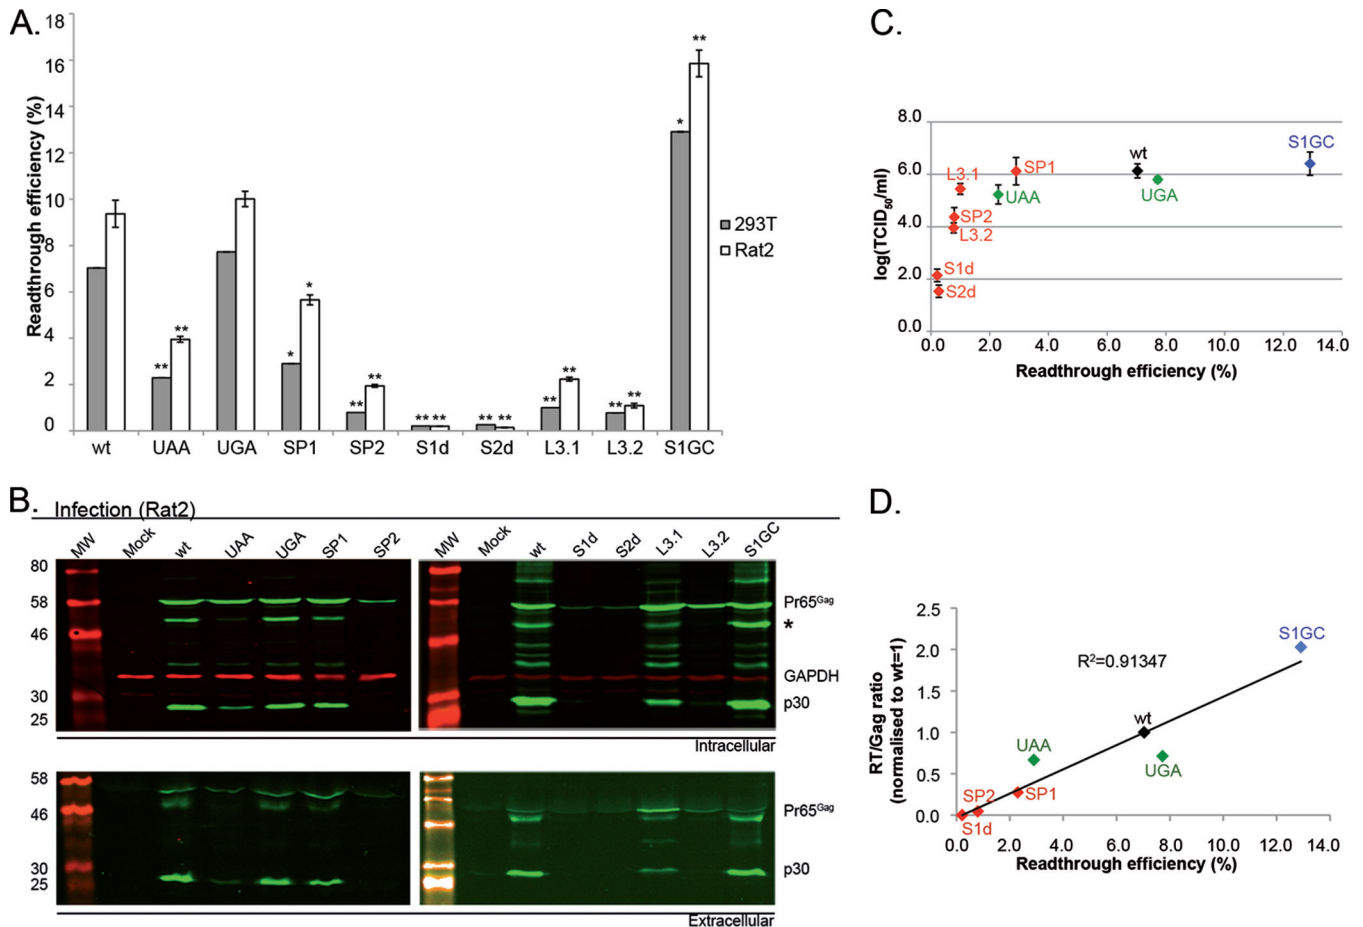 A.
Readthrough efficiency (%)
18
16
14
13
10
8
6
4
2
0
** ** * * ** ** ** ** ** ** ** ** ** ** * **
wt UAA UGA SP1 SP2 S1d S2d L3.1 L3.2 S1GC
293T
Rat2
B.
Infection (Rat2)
MW Mock wt UAA UGA SP1 SP2
MW Mock wt S1d S2d L3.1 L3.2 S1GC
80
58
46
30
25
Pr65Gag
*
GAPDH
p30
Intracellular
58
46
30
25
Pr65Gag
p30
Extracellular
C.
log(TCID50/ml)
8.0
6.0
4.0
2.0
0.0
S1GC
wt
SP1
L3.1
UAA
UGA
SP2
L3.2
S1d
S2d
0.0 2.0 4.0 6.0 8.0 10.0 12.0 14.0
Readthrough efficiency (%)
D.
RT/Gag ratio
(normalised to wt=1)
2.5
2.0
1.5
1.0
0.5
0.0
S1GC
R2=0.91347
wt
UAA
UGA
SP2
SP1
S1d
0.0 2.0 4.0 6.0 8.0 10.0 12.0 14.0
Readthrough efficiency (%)